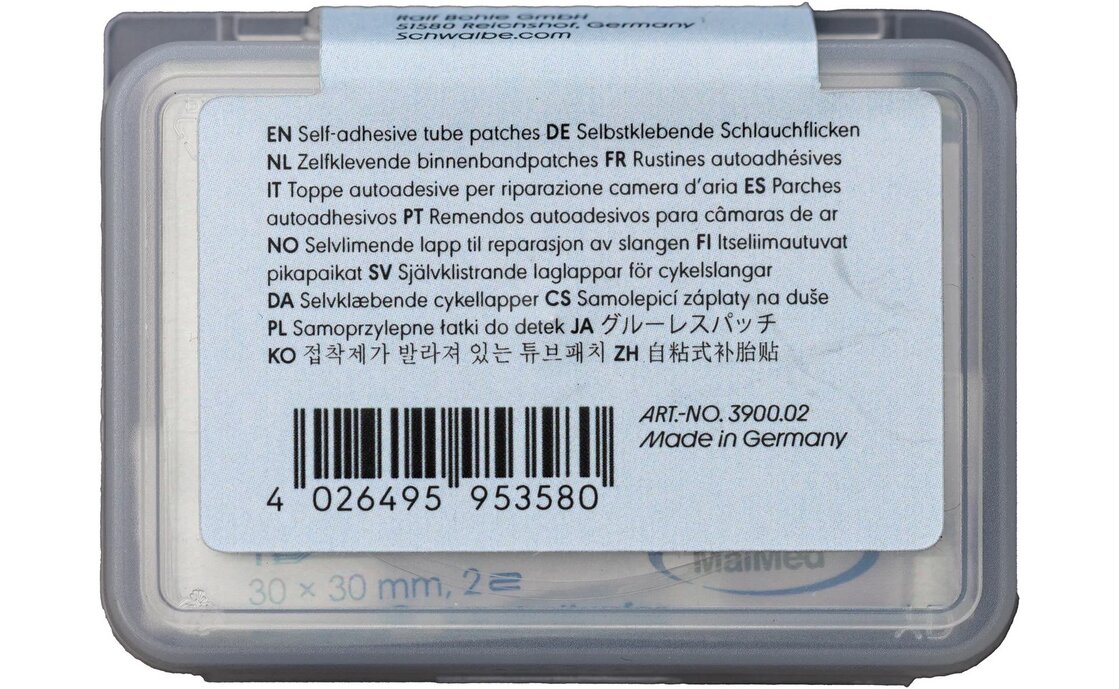 Ralf Bohle GmbH
51580 Reichshof, Germany
schwalbe.com
EN Self-adhesive tube patches DE Selbstklebende Schlauchflicken
NL Zelfklevende binnenbandpatches FR Rustines autoadhésives
IT Toppe autoadesive per riparazione camera d'aria ES Parches
autoadhesivos PT Remendos autoadesivos para câmaras de ar
NO Selvlimende lapp til reparasjon av slangen FI Itseliimautuvat
pikapaikat SV Självklistrande laglappar för cykelslangar
DA Selvklæbende cykellapper CS Samolepicí záplaty na duše
PL Samoprzylepne łatki do detek JA グルーレスパッチ
KO 접착제가 발라져 있는 튜브패치 ZH 自粘式补胎贴
ART.-NO. 3900.02
Made in Germany
4 026495 953580
MaiMed
30 × 30 mm, 2